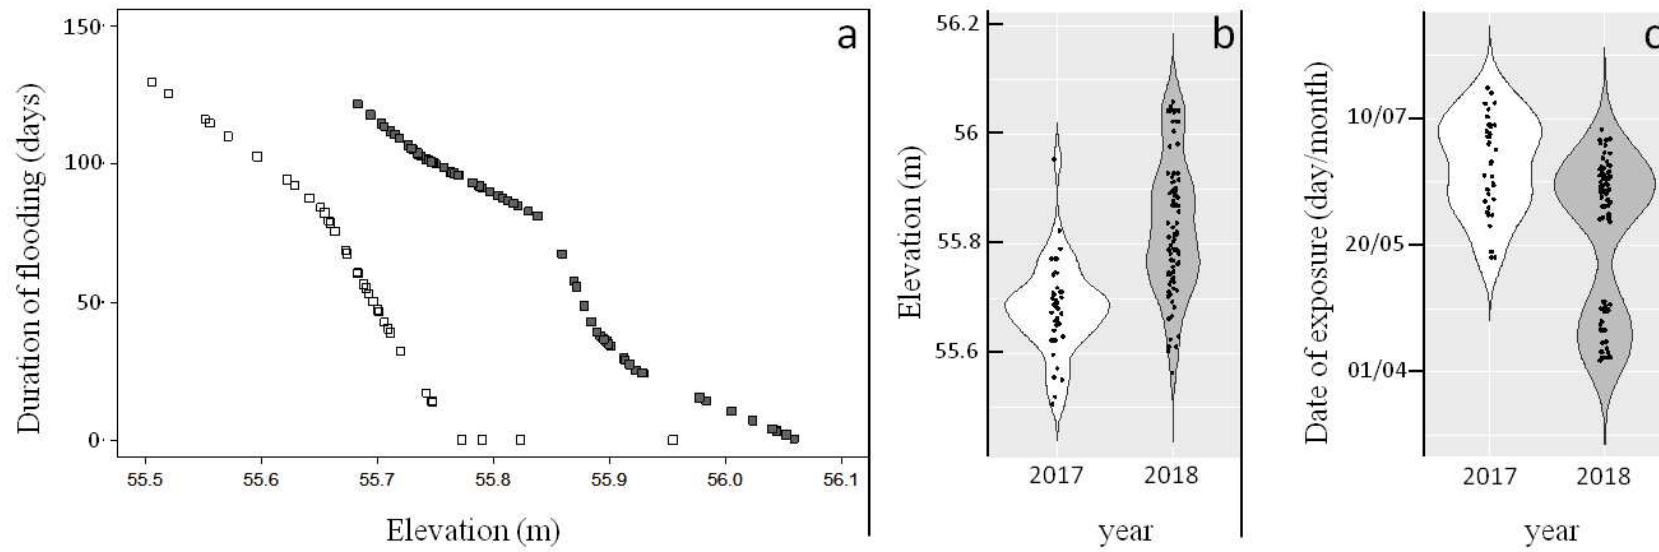 a
150
100
50
0
Duration of flooding (days)
55.5 55.6 55.7 55.8 55.9 56.0 56.1
Elevation (m)
b
56.2
56
55.8
55.6
Elevation (m)
2017 2018
year
c
10/07
20/05
01/04
Date of exposure (day/month)
2017 2018
year